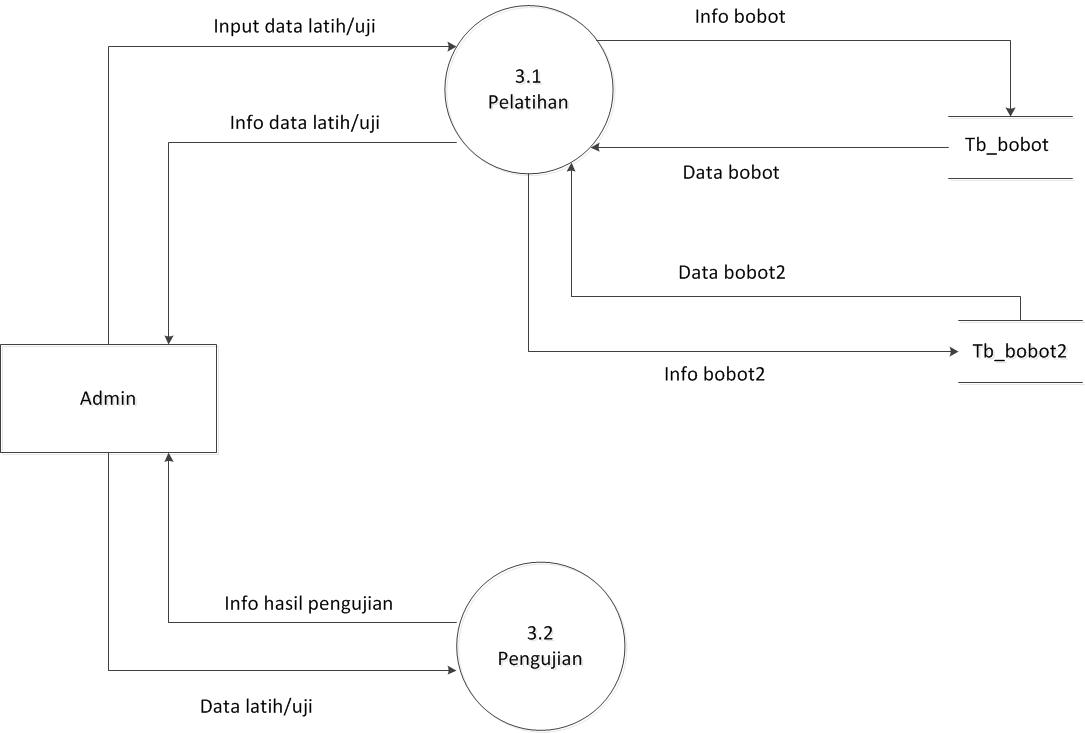 Info bobot
Input data latih/uji
3.1
Pelatihan
Info data latih/uji
Tb_bobot
Data bobot
Data bobot2
Tb_bobot2
Info bobot2
Admin
Info hasil pengujian
3.2
Pengujian
Data latih/uji